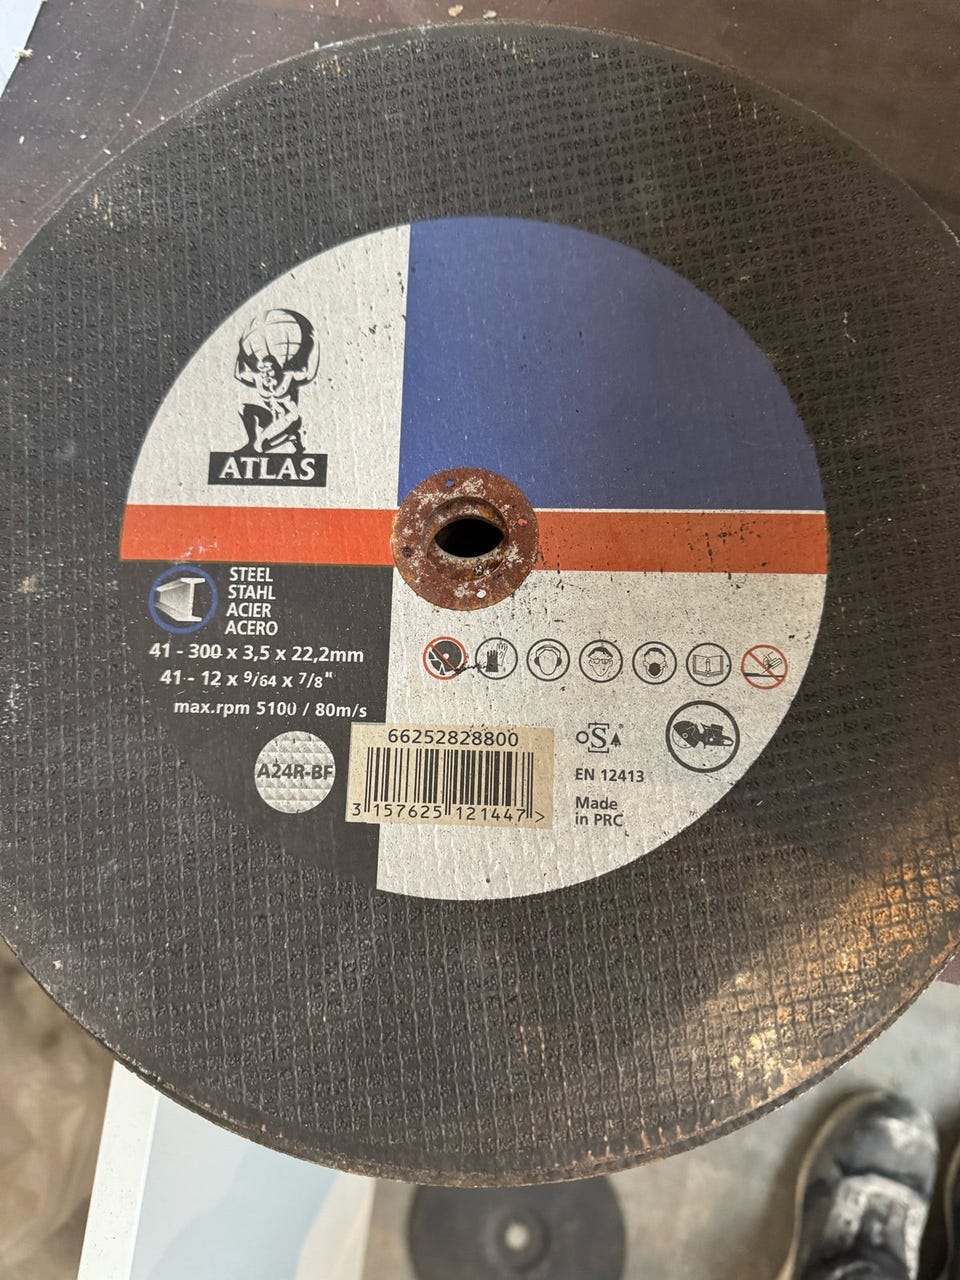 ATLAS
STEEL
STAHL
ACIER
ACERO
41 - 300 x 3,5 x 22,2mm
41 - 12 x 9/64 x 7/8"
max.rpm 5100 / 80m/s
A24R-BF
66252828800
3 157625 121447 >
oSa®
EN 12413
Made
in PRC